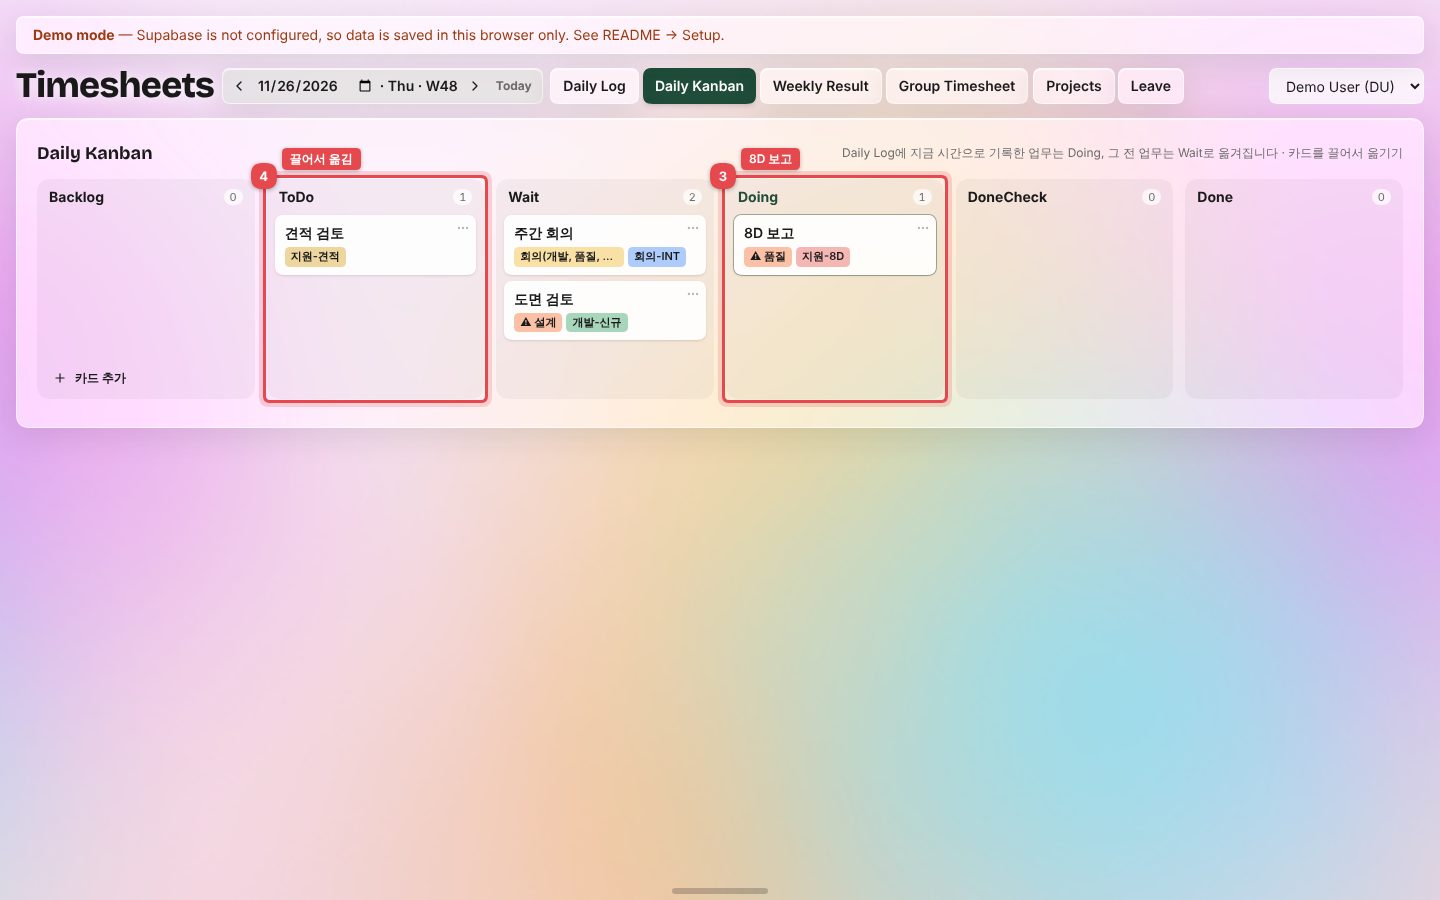 Demo mode — Supabase is not configured, so data is saved in this browser only. See README → Setup.
Timesheets
11/26/2026 · Thu · W48 Today
Daily Log
Daily Kanban
Weekly Result
Group Timesheet
Projects
Leave
Demo User (DU)
Daily Kanban
Daily Log에 지금 시간으로 기록한 업무는 Doing, 그 전 업무는 Wait로 옮겨집니다 · 카드를 끌어서 옮기기
Backlog 0
+ 카드 추가
4 끌어서 옮김
ToDo 1
견적 검토
지원-견적
Wait 2
주간 회의
회의(개발, 품질, ... 회의-INT
도면 검토
⚠ 설계 개발-신규
3 8D 보고
Doing 1
8D 보고
⚠ 품질 지원-8D
DoneCheck 0
Done 0